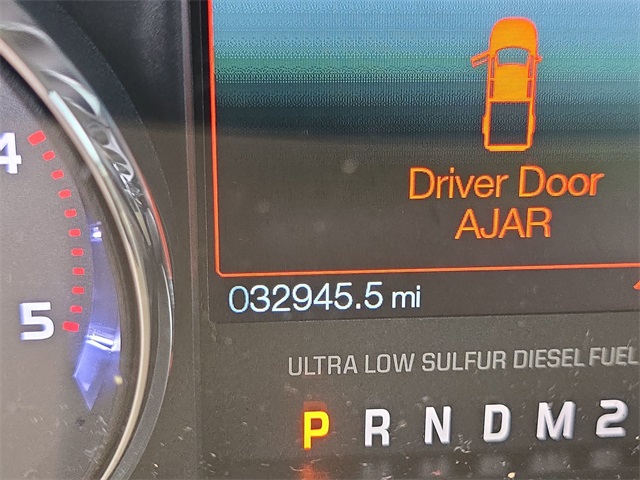 Driver Door
AJAR
4
5
032945.5 mi
ULTRA LOW SULFUR DIESEL FUEL
P R N D M 2